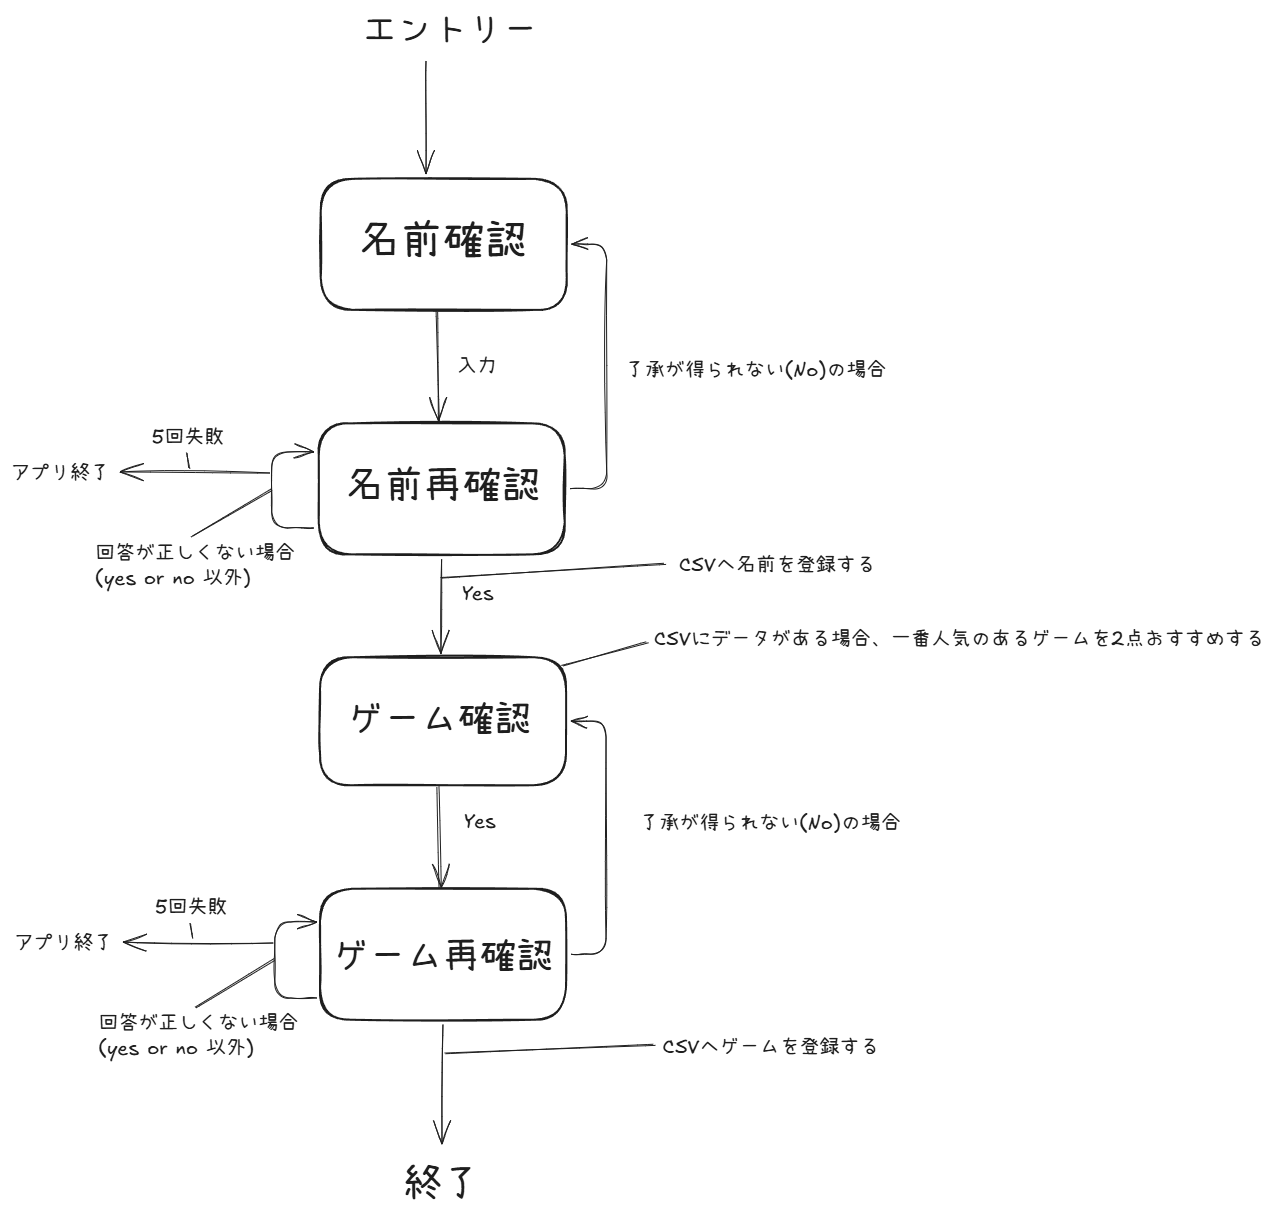 エントリー
名前確認
入力
了承が得られない(No)の場合
5回失敗
アプリ終了
名前再確認
回答が正しくない場合
(yes or no 以外)
CSVへ名前を登録する
Yes
CSVにデータがある場合、一番人気のあるゲームを2点おすすめする
ゲーム確認
Yes
了承が得られない(No)の場合
5回失敗
アプリ終了
ゲーム再確認
回答が正しくない場合
(yes or no 以外)
CSVへゲームを登録する
終了